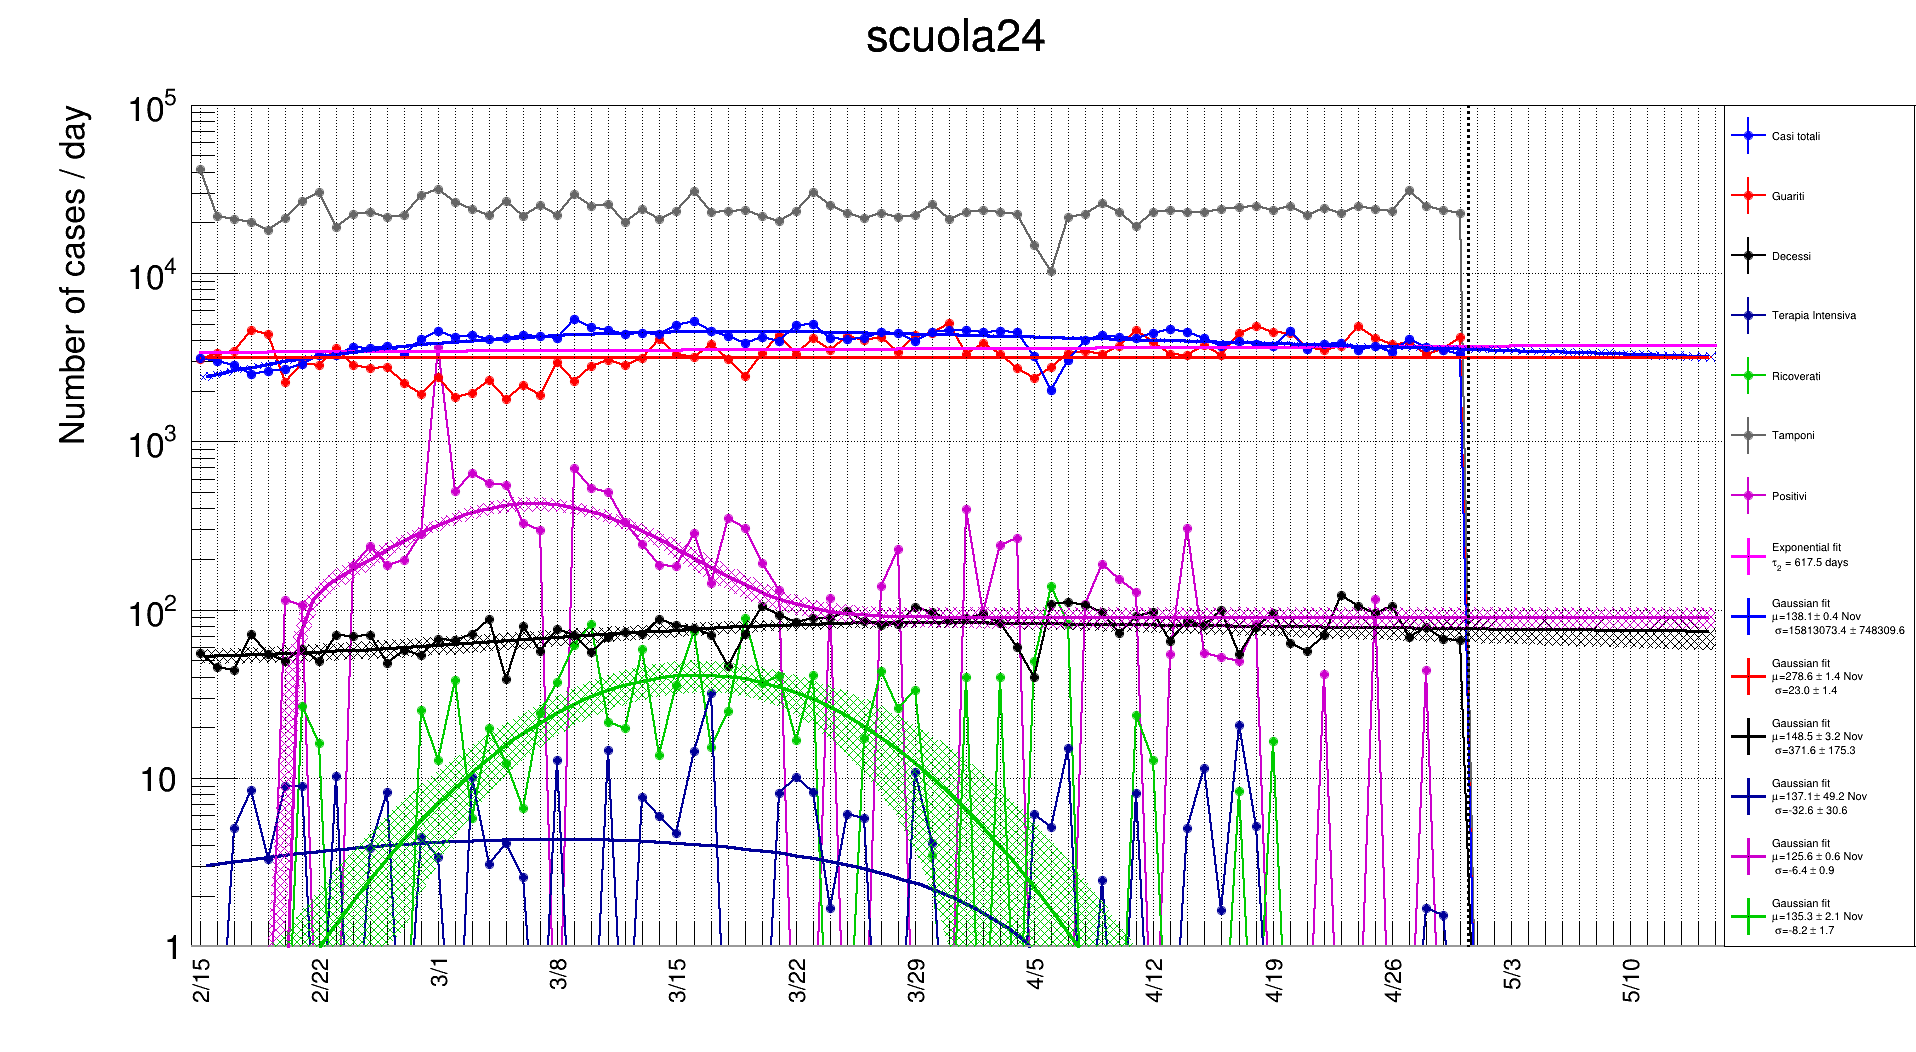 scuola24
Number of cases / day
10^5
10^4
10^3
10^2
10
1
2/15
2/22
3/1
3/8
3/15
3/22
3/29
4/5
4/12
4/19
4/26
5/3
5/10
Casi totali
Guariti
Decessi
Terapia Intensiva
Ricoverati
Tamponi
Positivi
Exponential fit
τ₂ = 617.5 days
Gaussian fit
μ=138.1± 0.4 Nov
σ=15813073.4 ± 748309.6
Gaussian fit
μ=278.6 ± 1.4 Nov
σ=23.0 ± 1.4
Gaussian fit
μ=148.5 ± 3.2 Nov
σ=371.6 ± 175.3
Gaussian fit
μ=137.1± 49.2 Nov
σ=-32.6 ± 30.6
Gaussian fit
μ=125.6 ± 0.6 Nov
σ=-6.4 ± 0.9
Gaussian fit
μ=135.3 ± 2.1 Nov
σ=-8.2 ± 1.7